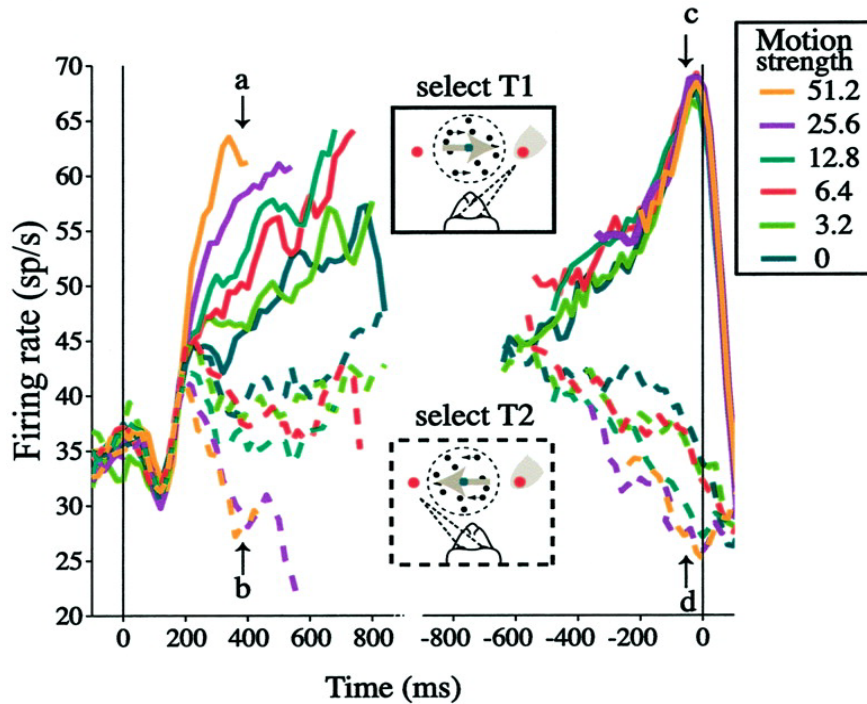 c
Motion
strength
51.2
25.6
12.8
6.4
3.2
0
70
65
60
55
50
45
40
35
30
25
20
Firing rate (sp/s)
a
select T1
select T2
b
d
0 200 400 600 800
-800 -600 -400 -200 0
Time (ms)